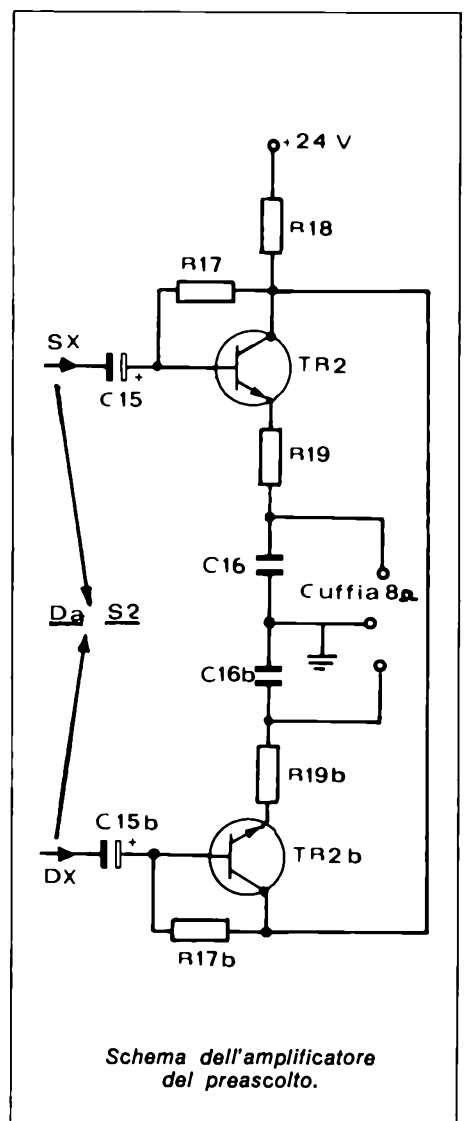 +24 V
R18
R17
SX
C15
+
TR2
R19
C16
Cuffia 8Ω
Da S2
C16b
R19b
C15b
+
DX
TR2b
R17b
Schema dell'amplificatore
del preascolto.